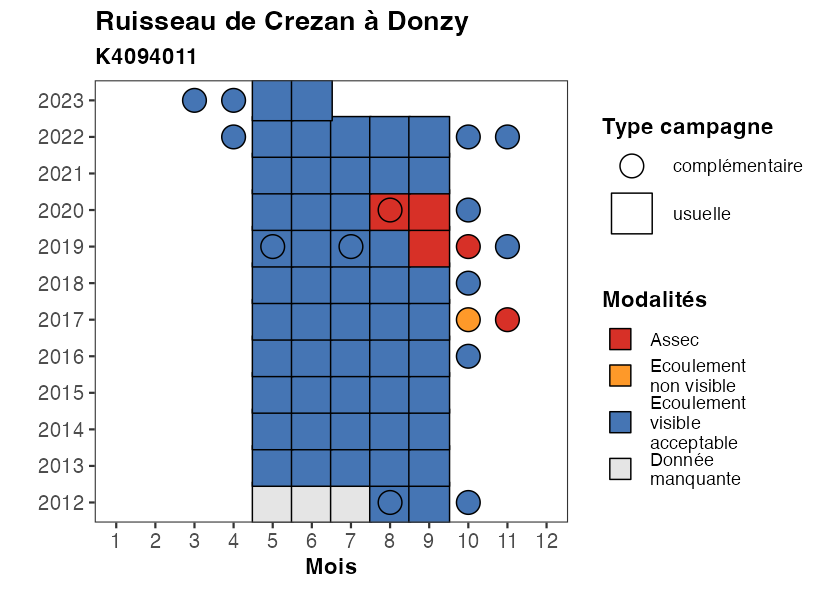 Ruisseau de Crezan à Donzy
K4094011
2023
2022
2021
2020
2019
2018
2017
2016
2015
2014
2013
2012
1 2 3 4 5 6 7 8 9 10 11 12
Mois
Type campagne
complémentaire
usuelle
Modalités
Assec
Ecoulement
non visible
Ecoulement
visible
acceptable
Donnée
manquante